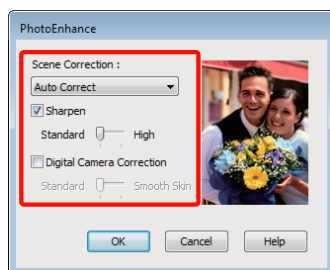 PhotoEnhance
Scene Correction :
Auto Correct
Sharpen
Standard High
Digital Camera Correction
Standard Smooth Skin
OK Cancel Help